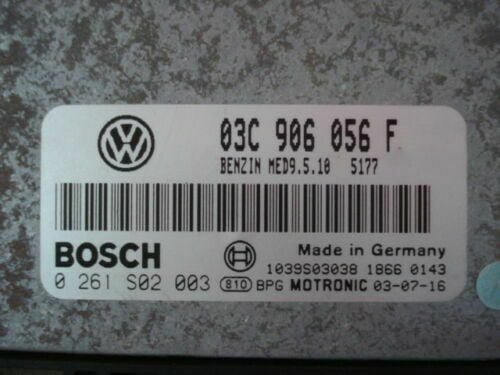 03C 906 056 F
BENZIN MED9.5.10 5177
BOSCH
Made in Germany
0 261 S02 003
1039S03038 1866 0143
810 BPG MOTRONIC 03-07-16